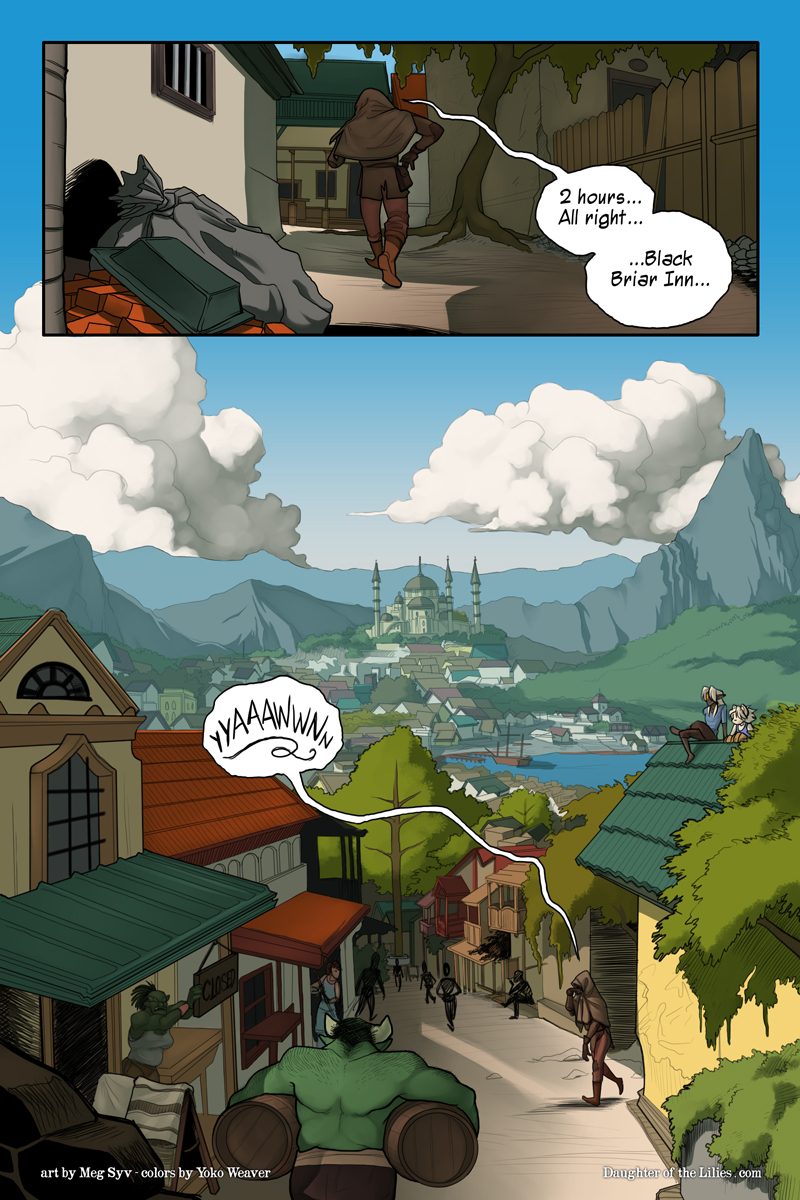 2 hours...
All right...
...Black
Briar Inn...
YYAAAWWNN
CLOSED
art by Meg Syv - colors by Yoko Weaver
Daughter of the Lilies . com